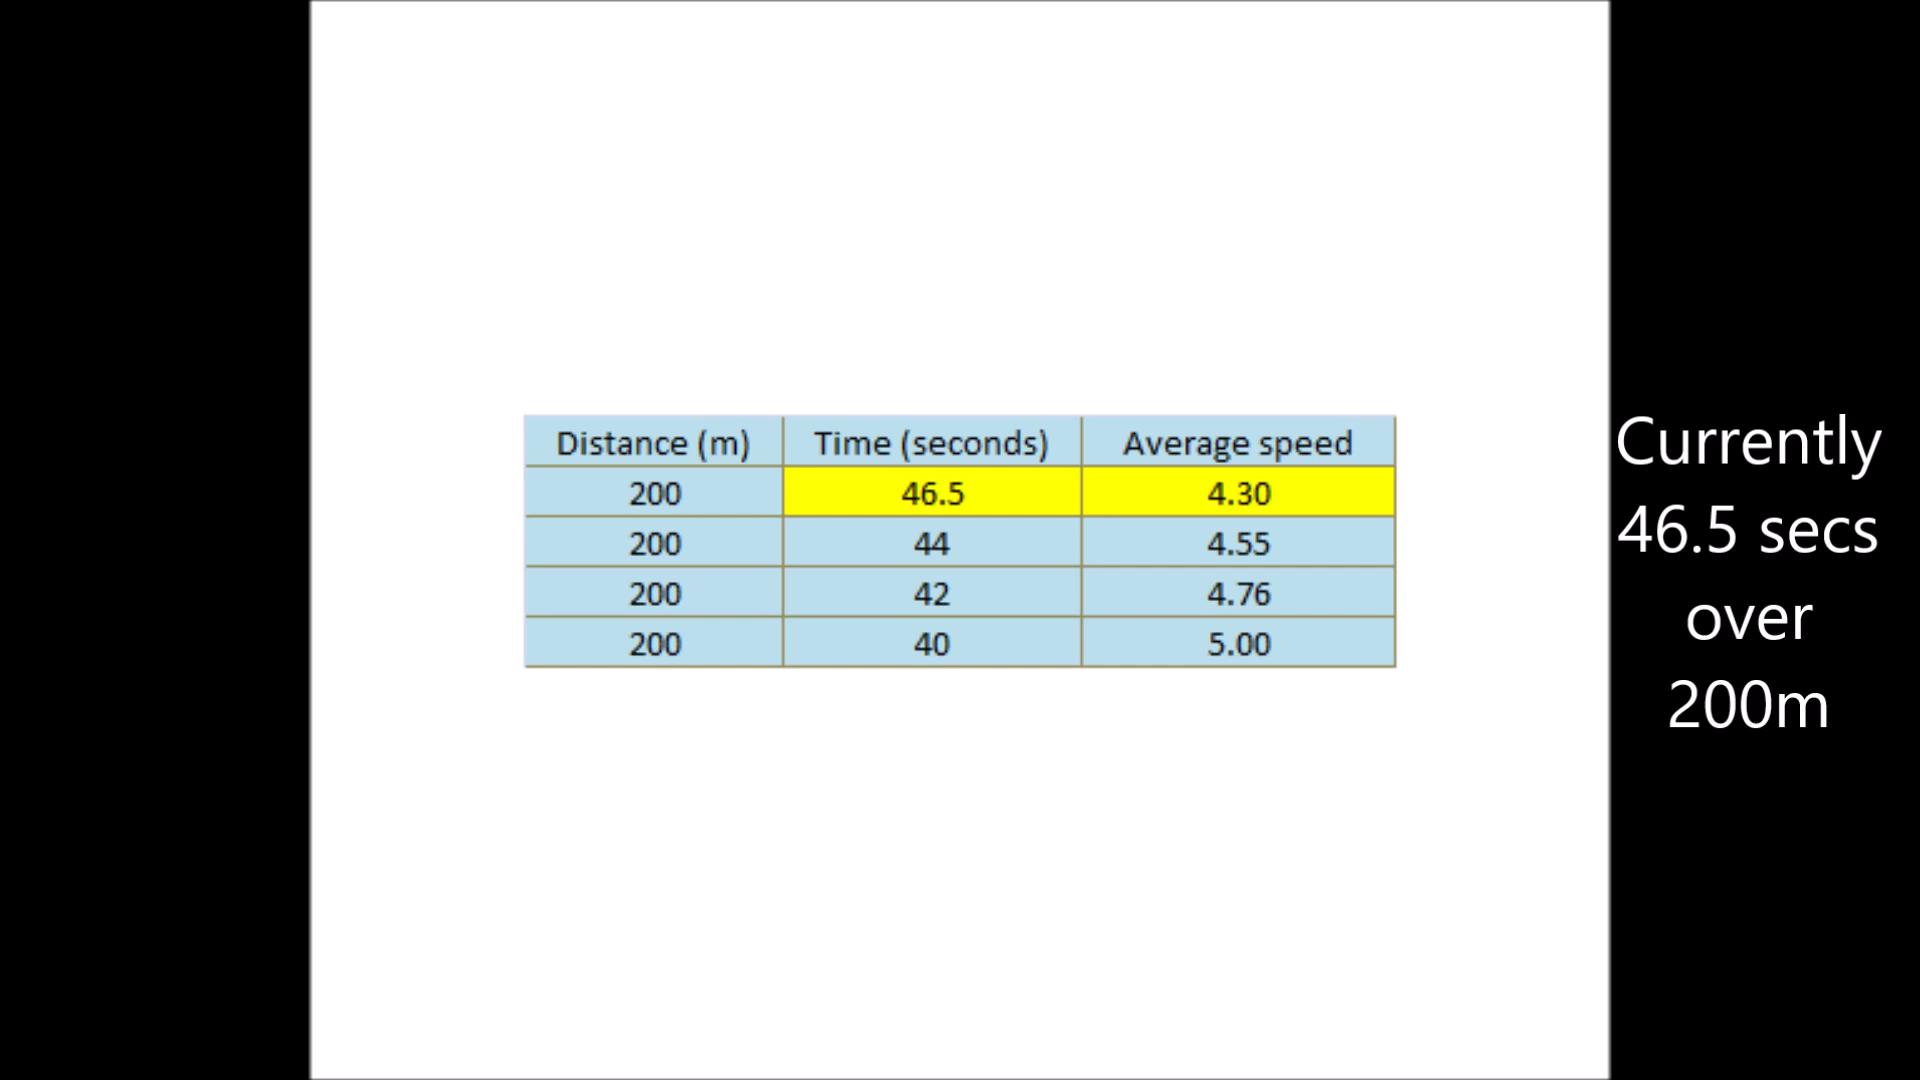 Distance (m) Time (seconds) Average speed
200 46.5 4.30
200 44 4.55
200 42 4.76
200 40 5.00
Currently
46.5 secs
over
200m